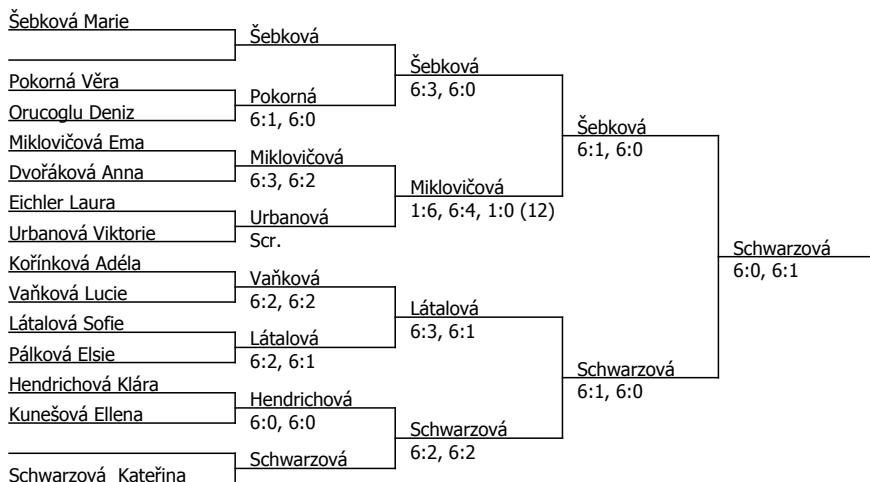 Šebková Marie
Pokorná Věra
Orucoglu Deniz
Miklovičová Ema
Dvořáková Anna
Eichler Laura
Urbanová Viktorie
Kořínková Adéla
Vaňková Lucie
Látalová Sofie
Pálková Elsie
Hendrichová Klára
Kunešová Ellena
Schwarzová Kateřina
Šebková
Pokorná
6:1, 6:0
Miklovičová
6:3, 6:2
Urbanová
Scr.
Vaňková
6:2, 6:2
Látalová
6:2, 6:1
Hendrichová
6:0, 6:0
Schwarzová
Šebková
6:3, 6:0
Miklovičová
1:6, 6:4, 1:0 (12)
Látalová
6:3, 6:1
Schwarzová
6:2, 6:2
Šebková
6:1, 6:0
Schwarzová
6:1, 6:0
Schwarzová
6:0, 6:1